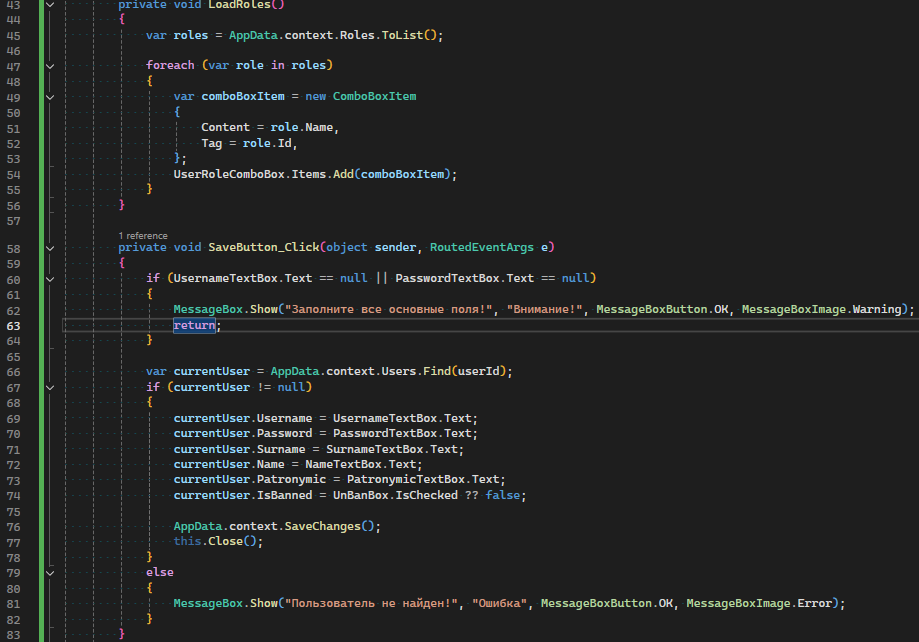 43 private void LoadRoles()
44 {
45 var roles = AppData.context.Roles.ToList();
46
47 foreach (var role in roles)
48 {
49 var comboBoxItem = new ComboBoxItem
50 {
51 Content = role.Name,
52 Tag = role.Id,
53 };
54 UserRoleComboBox.Items.Add(comboBoxItem);
55 }
56 }
57
1 reference
58 private void SaveButton_Click(object sender, RoutedEventArgs e)
59 {
60 if (UsernameTextBox.Text == null || PasswordTextBox.Text == null)
61 {
62 MessageBox.Show("Заполните все основные поля!", "Внимание!", MessageBoxButton.OK, MessageBoxImage.Warning);
63 return;
64 }
65
66 var currentUser = AppData.context.Users.Find(userId);
67 if (currentUser != null)
68 {
69 currentUser.Username = UsernameTextBox.Text;
70 currentUser.Password = PasswordTextBox.Text;
71 currentUser.Surname = SurnameTextBox.Text;
72 currentUser.Name = NameTextBox.Text;
73 currentUser.Patronymic = PatronymicTextBox.Text;
74 currentUser.IsBanned = UnBanBox.IsChecked ?? false;
75
76 AppData.context.SaveChanges();
77 this.Close();
78 }
79 else
80 {
81 MessageBox.Show("Пользователь не найден!", "Ошибка", MessageBoxButton.OK, MessageBoxImage.Error);
82 }
83 }